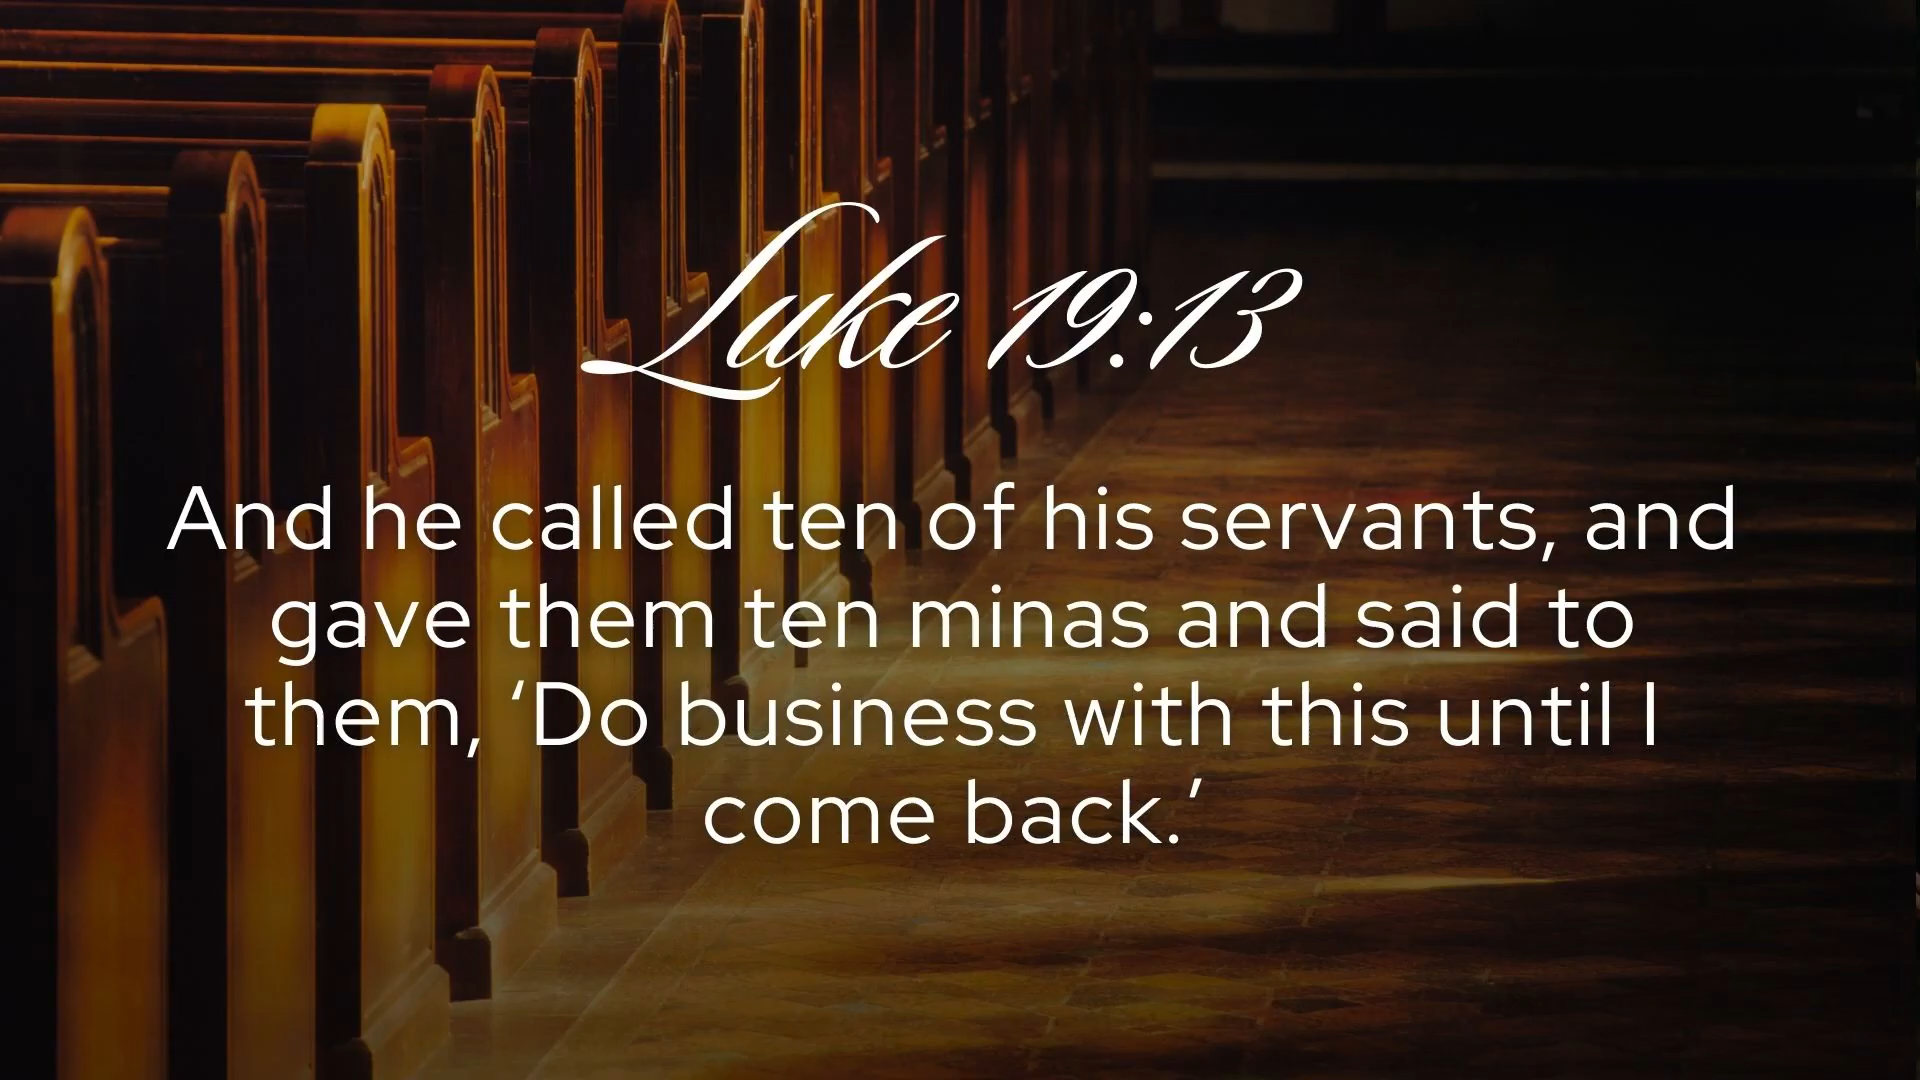 Luke 19:13
And he called ten of his servants, and
gave them ten minas and said to
them, ‘Do business with this until I
come back.’